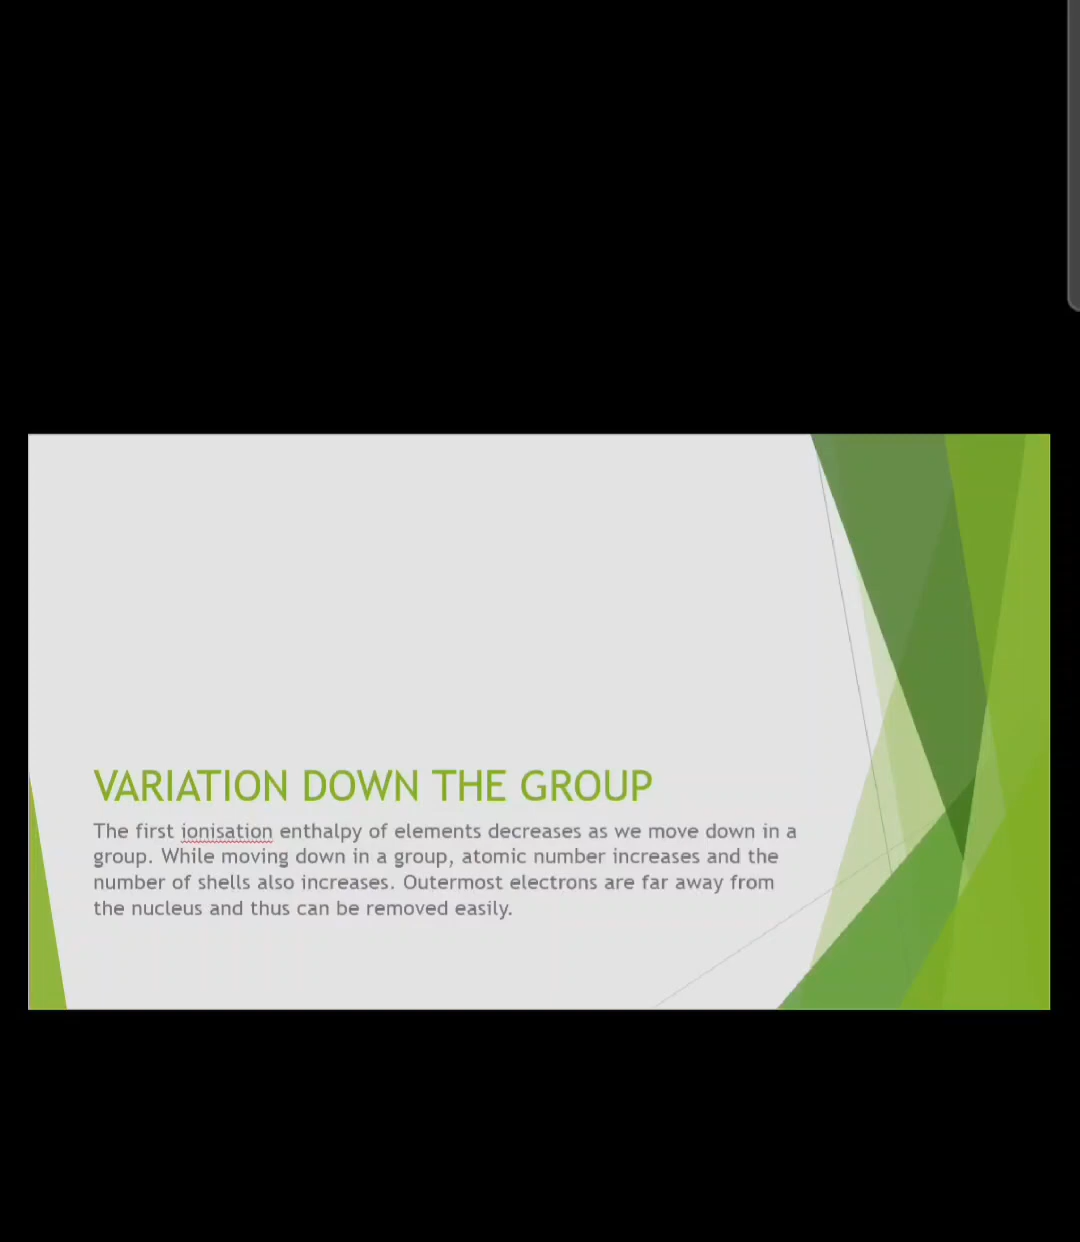 VARIATION DOWN THE GROUP
The first ionisation enthalpy of elements decreases as we move down in a
group. While moving down in a group, atomic number increases and the
number of shells also increases. Outermost electrons are far away from
the nucleus and thus can be removed easily.